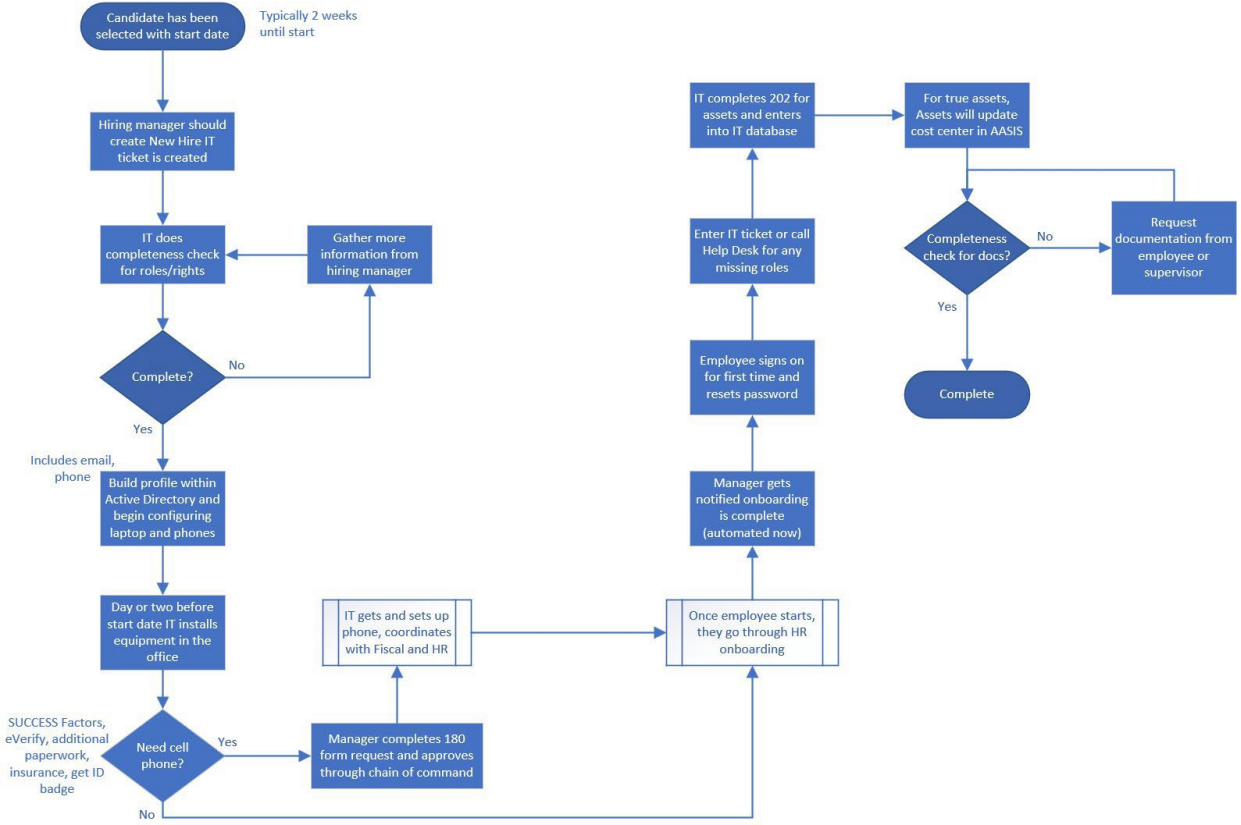 Candidate has been
selected with start date
Typically 2 weeks
until start
Hiring manager should
create New Hire IT
ticket is created
IT does
completeness check
for roles/rights
Gather more
information from
hiring manager
Complete?
No
Yes
Includes email,
phone
Build profile within
Active Directory and
begin configuring
laptop and phones
Day or two before
start date IT installs
equipment in the
office
SUCCESS Factors,
eVerify, additional
paperwork,
insurance, get ID
badge
Need cell
phone?
Yes
No
Manager completes 180
form request and approves
through chain of command
IT gets and sets up
phone, coordinates
with Fiscal and HR
Once employee starts,
they go through HR
onboarding
Manager gets
notified onboarding
is complete
(automated now)
Employee signs on
for first time and
resets password
Enter IT ticket or call
Help Desk for any
missing roles
IT completes 202 for
assets and enters
into IT database
For true assets,
Assets will update
cost center in AASIS
Completeness
check for docs?
No
Request
documentation from
employee or
supervisor
Yes
Complete